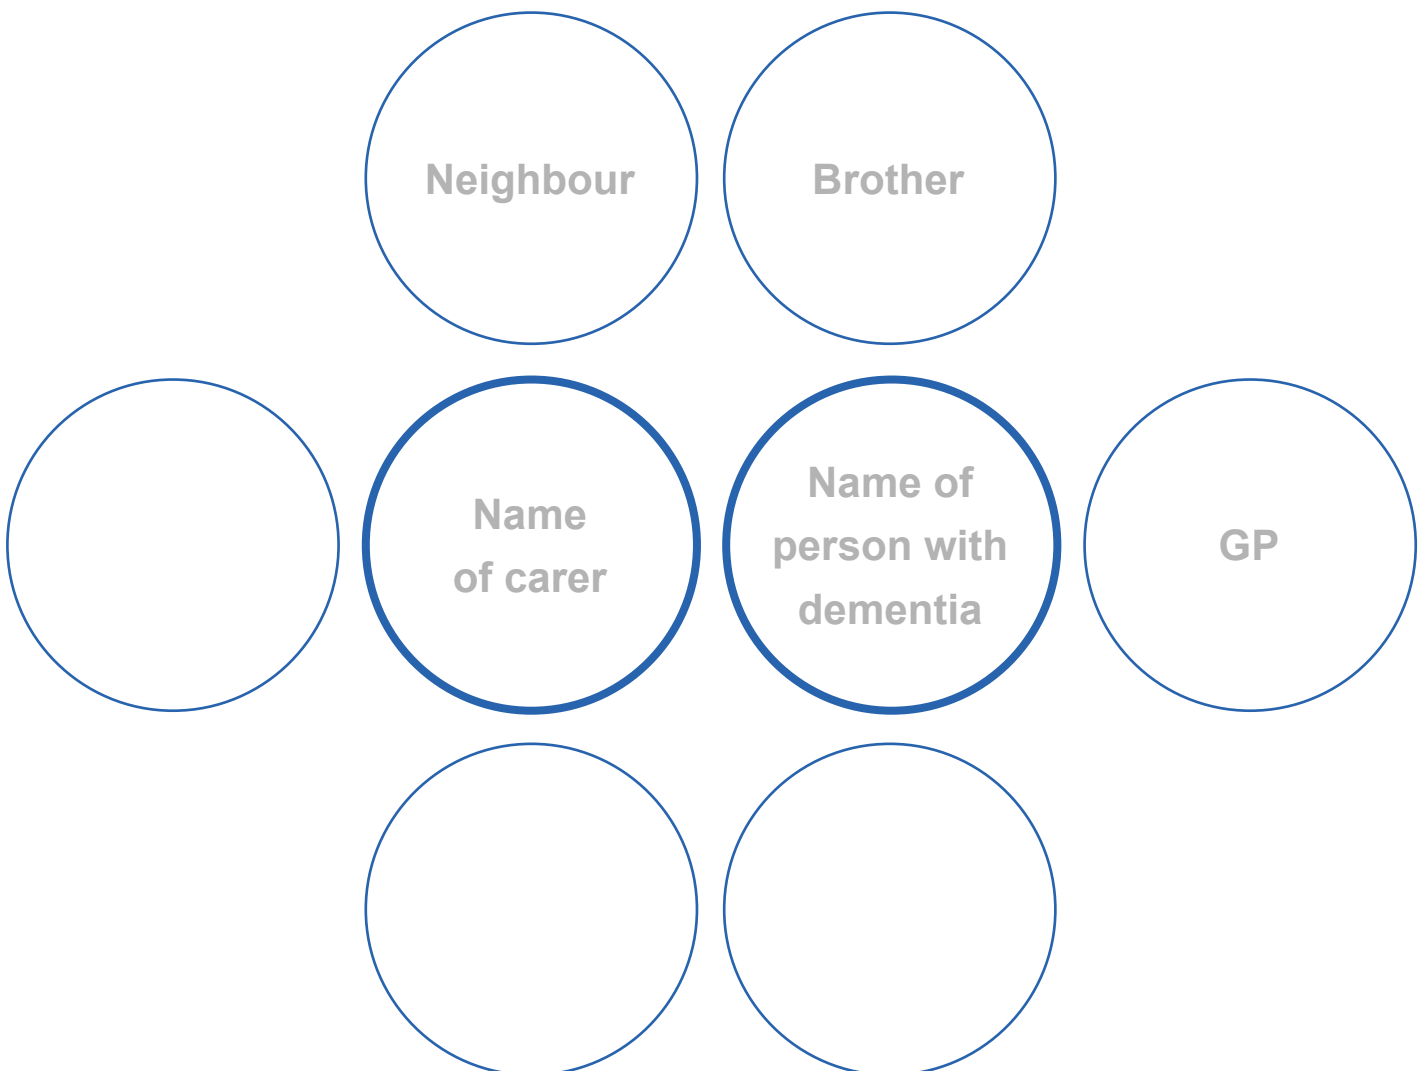 Neighbour
Brother
Name
of carer
Name of
person with
dementia
GP